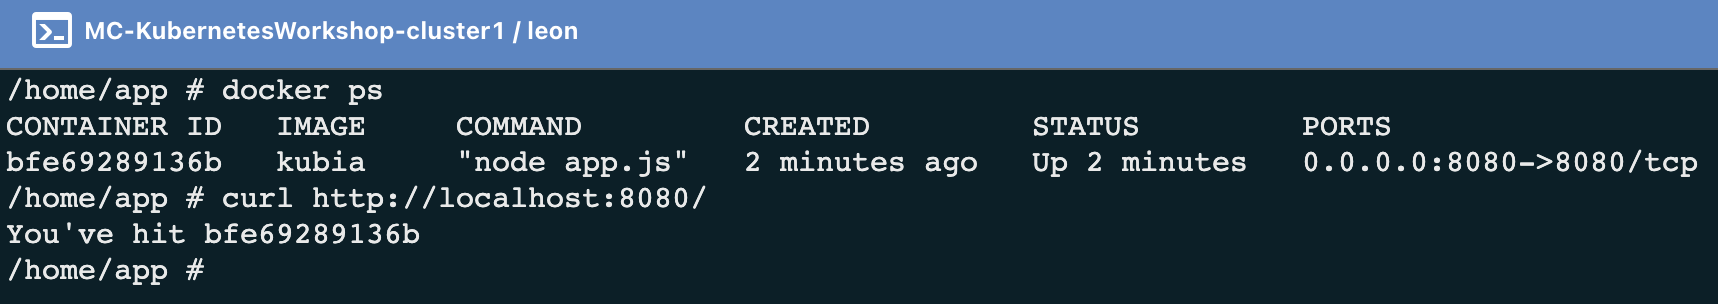 MC-KubernetesWorkshop-cluster1 / leon
/home/app # docker ps
CONTAINER ID   IMAGE     COMMAND         CREATED         STATUS         PORTS
bfe69289136b   kubia     "node app.js"   2 minutes ago   Up 2 minutes   0.0.0.0:8080->8080/tcp
/home/app # curl http://localhost:8080/
You've hit bfe69289136b
/home/app #